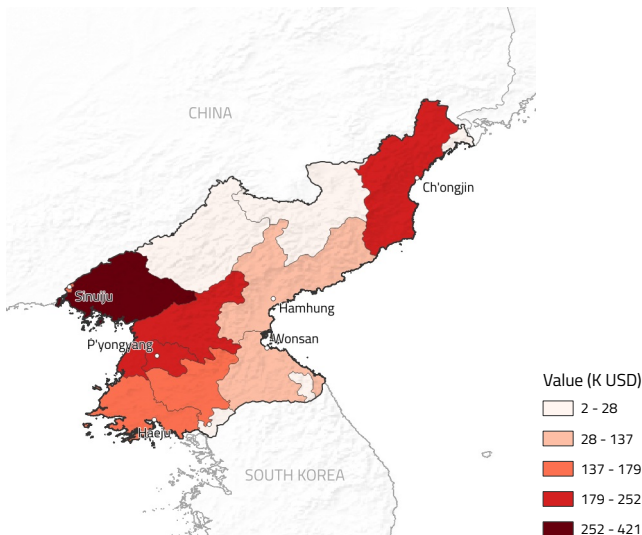 CHINA
Ch'ongjin
Sinuiju
Hamhung
Wonsan
P'yongyang
Haeju
SOUTH KOREA
Value (K USD)
2 - 28
28 - 137
137 - 179
179 - 252
252 - 421